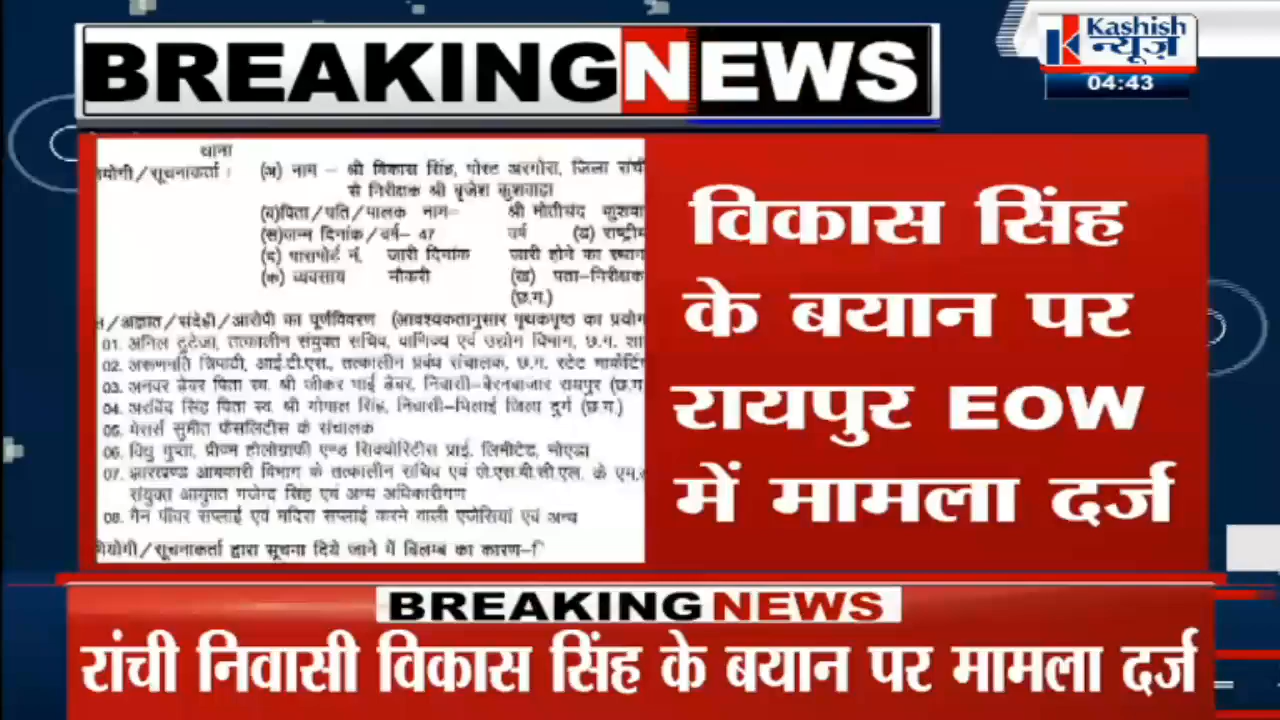 BREAKING NEWS
Kashish
न्यूज़
04:43
थाना
योगी/सूचनाकर्ता :
(अ) नाम – श्री विकास सिंह, पोस्ट अरगोरा, जिला रांची
से निरीक्षक श्री बृजेश कुशवाहा
(ब)पिता/पति/पालक नाम– श्री मोतीचंद कुशवा
(स)जन्म दिनांक/वर्ष– 47 वर्ष (द) राष्ट्रीय
(द) पासपोर्ट नं. जारी दिनांक जारी होने का स्थान
(क) व्यवसाय नौकरी (ख) पता–निरीक्षक
(छ.ग.)
/अज्ञात/संदेही/आरोपी का पूर्णविवरण (आवश्यकतानुसार पृथकपृष्ठ का प्रयोग
01. अनिल टुटेजा, तत्कालीन संयुक्त सचिव, वाणिज्य एवं उद्योग विभाग, छ.ग. शा
02. अरूणपति त्रिपाठी, आई.टी.एस., तत्कालीन प्रबंध संचालक, छ.ग. स्टेट मार्केटिंग
03. अनवर ढेबर पिता स्व. श्री जीकर भाई ढेबर, निवासी–बैरनबाजार रायपुर (छ.ग
04. अरविंद सिंह पिता स्व. श्री गोपाल सिंह, निवासी–भिलाई जिला दुर्ग (छ.ग.)
05. मेसर्स सुमीत फैसलिटीस के संचालक
06. विधु गुप्ता, प्रीज्म होलोग्राफी एण्ड सिक्योरिटीस प्राई. लिमीटेड, नोएडा
07. झारखण्ड आबकारी विभाग के तत्कालीन सचिव एवं जे.एस.बी.सी.एल. के एम.
संयुक्त आयुक्त गजेन्द्र सिंह एवं अन्य अधिकारीगण
08. मैन पॉवर सप्लाई एवं मदिरा सप्लाई करने वाली एजेंसियां एवं अन्य
योगी/सूचनाकर्ता द्वारा सूचना दिये जाने में विलम्ब का कारण–
विकास सिंह
के बयान पर
रायपुर EOW
में मामला दर्ज
BREAKING NEWS
रांची निवासी विकास सिंह के बयान पर मामला दर्ज